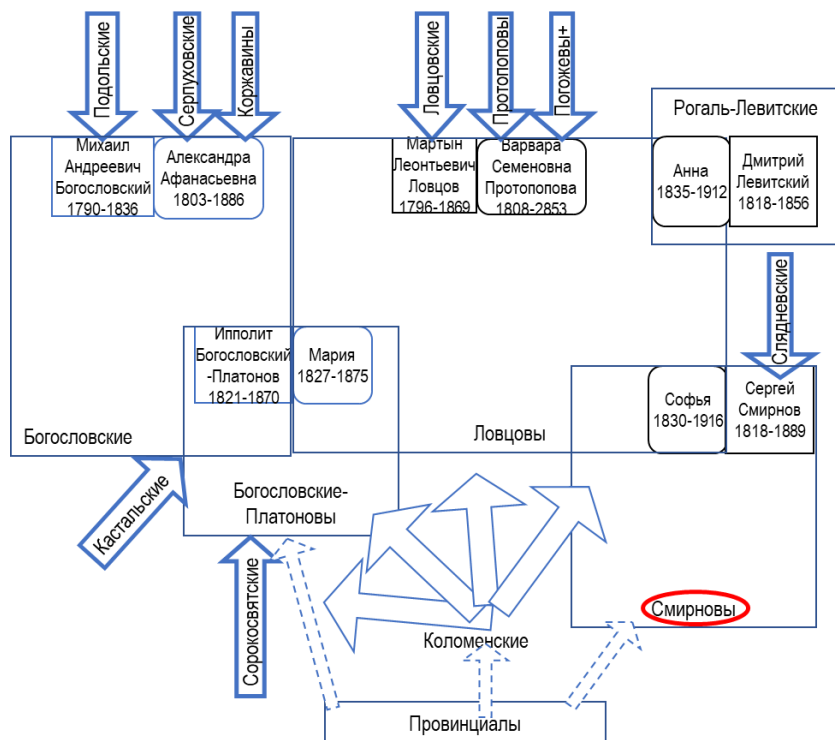 Подольские
Серпуховские
Коржавины
Ловцовские
Протопоповы
Погожевы+
Рогаль-Левитские
Михаил
Андреевич
Богословский
1790-1836
Александра
Афанасьевна
1803-1886
Мартын
Леонтьевич
Ловцов
1796-1869
Варвара
Семеновна
Протопопова
1808-2853
Анна
1835-1912
Дмитрий
Левитский
1818-1856
Слядневские
Ипполит
Богословский
-Платонов
1821-1870
Мария
1827-1875
Софья
1830-1916
Сергей
Смирнов
1818-1889
Богословские
Ловцовы
Кастальские
Богословские-
Платоновы
Сорокосвятские
Смирновы
Коломенские
Провинциалы